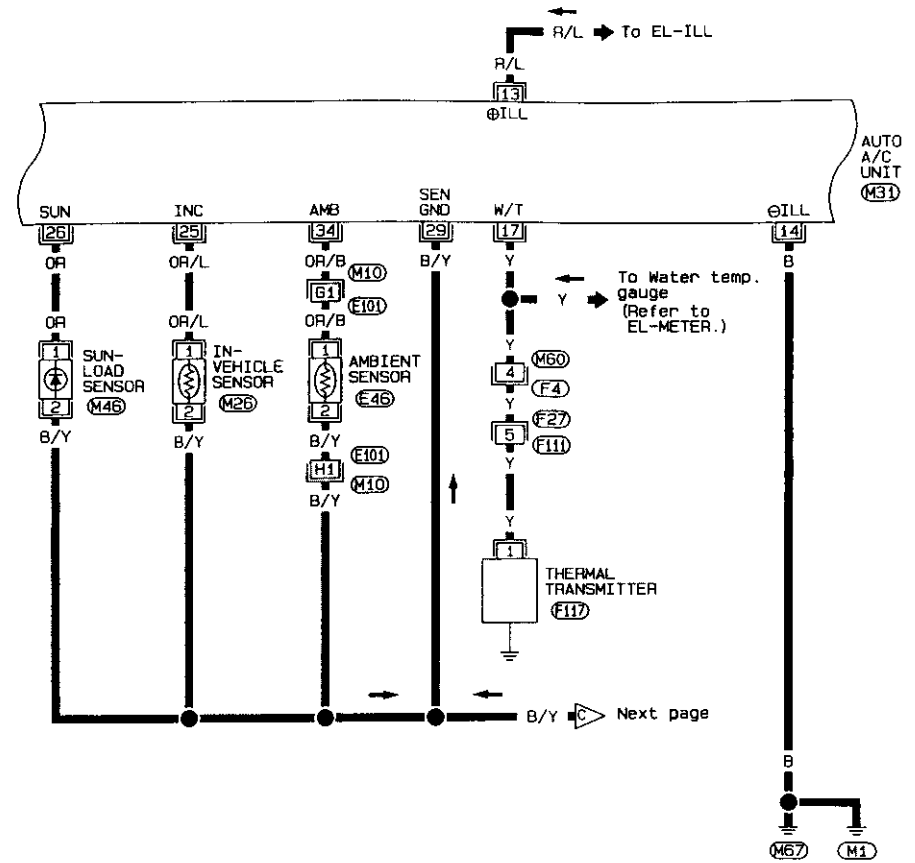 R/L To EL-ILL
R/L
13
⊕ILL
AUTO
A/C
UNIT
M31
SUN INC AMB SEN
GND W/T ⊖ILL
26 25 34 29 17 14
OR OR/L OR/B B/Y Y B
M10
G1
E101
To Water temp.
gauge
(Refer to
EL-METER.)
Y
OR OR/L OR/B Y
1 1 1
SUN-
LOAD
SENSOR
M46
2
IN-
VEHICLE
SENSOR
M26
2
AMBIENT
SENSOR
E46
2
M60
4
F4
Y
F27
5
F111
Y
B/Y B/Y B/Y
E101
H1
M10
B/Y
Y
1
THERMAL
TRANSMITTER
F117
B/Y C Next page
B
M67 M1